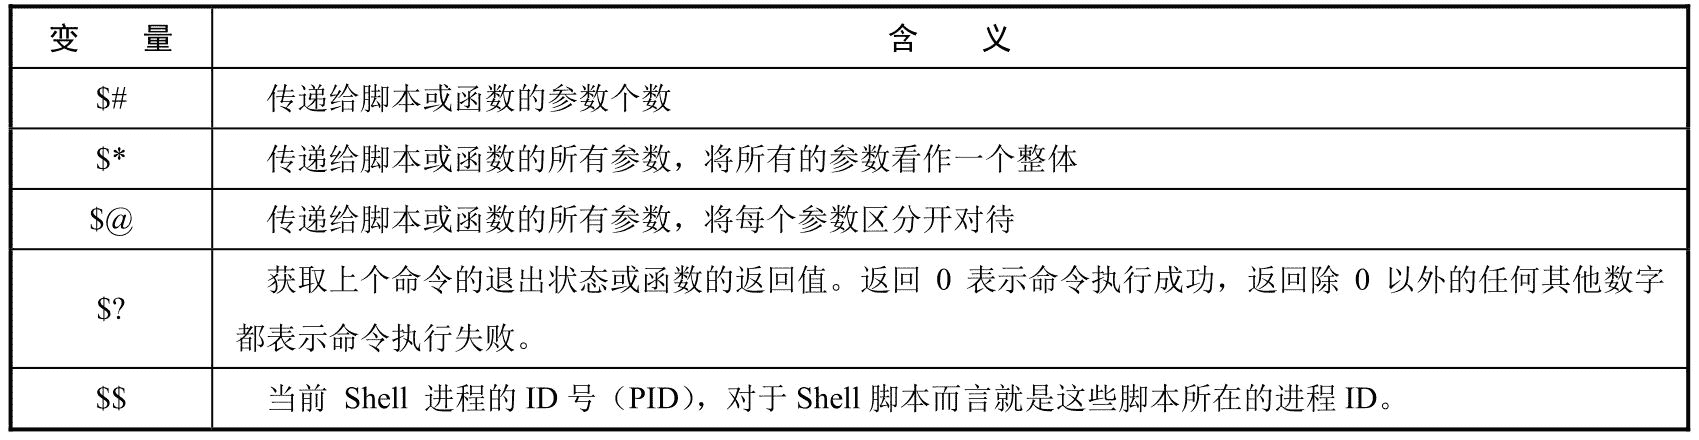 变 量 含 义
$# 传递给脚本或函数的参数个数
$* 传递给脚本或函数的所有参数，将所有的参数看作一个整体
$@ 传递给脚本或函数的所有参数，将每个参数区分开对待
$? 获取上个命令的退出状态或函数的返回值。返回 0 表示命令执行成功，返回除 0 以外的任何其他数字
都表示命令执行失败。
$$ 当前 Shell 进程的 ID 号（PID），对于 Shell 脚本而言就是这些脚本所在的进程 ID。